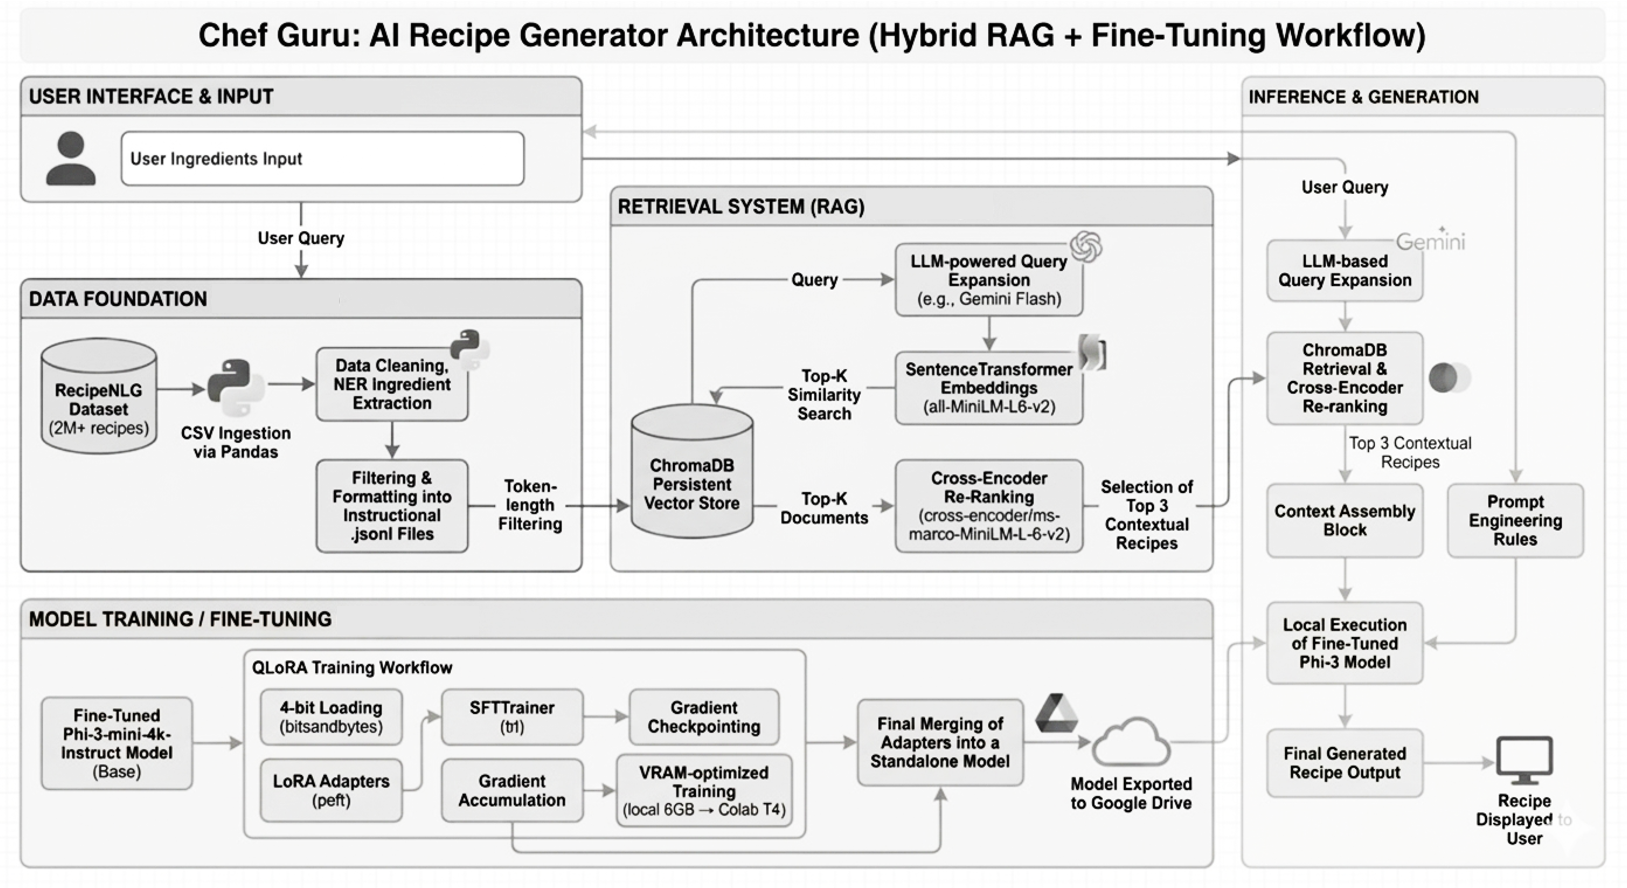 Chef Guru: AI Recipe Generator Architecture (Hybrid RAG + Fine-Tuning Workflow)
USER INTERFACE & INPUT
User Ingredients Input
User Query
DATA FOUNDATION
RecipeNLG
Dataset
(2M+ recipes)
CSV Ingestion
via Pandas
Data Cleaning,
NER Ingredient
Extraction
Filtering &
Formatting into
Instructional
.jsonl Files
Token-
length
Filtering
RETRIEVAL SYSTEM (RAG)
Query
LLM-powered Query
Expansion
(e.g., Gemini Flash)
SentenceTransformer
Embeddings
(all-MiniLM-L6-v2)
Top-K
Similarity
Search
ChromaDB
Persistent
Vector Store
Top-K
Documents
Cross-Encoder
Re-Ranking
(cross-encoder/ms-
marco-MiniLM-L-6-v2)
Selection of
Top 3
Contextual
Recipes
INFERENCE & GENERATION
User Query
Gemini
LLM-based
Query Expansion
ChromaDB
Retrieval &
Cross-Encoder
Re-ranking
Top 3 Contextual
Recipes
Context Assembly
Block
Prompt
Engineering
Rules
Local Execution
of Fine-Tuned
Phi-3 Model
Final Generated
Recipe Output
Recipe
Displayed to
User
MODEL TRAINING / FINE-TUNING
Fine-Tuned
Phi-3-mini-4k-
Instruct Model
(Base)
QLoRA Training Workflow
4-bit Loading
(bitsandbytes)
LoRA Adapters
(peft)
SFTTrainer
(trl)
Gradient
Accumulation
Gradient
Checkpointing
VRAM-optimized
Training
(local 6GB → Colab T4)
Final Merging of
Adapters into a
Standalone Model
Model Exported
to Google Drive